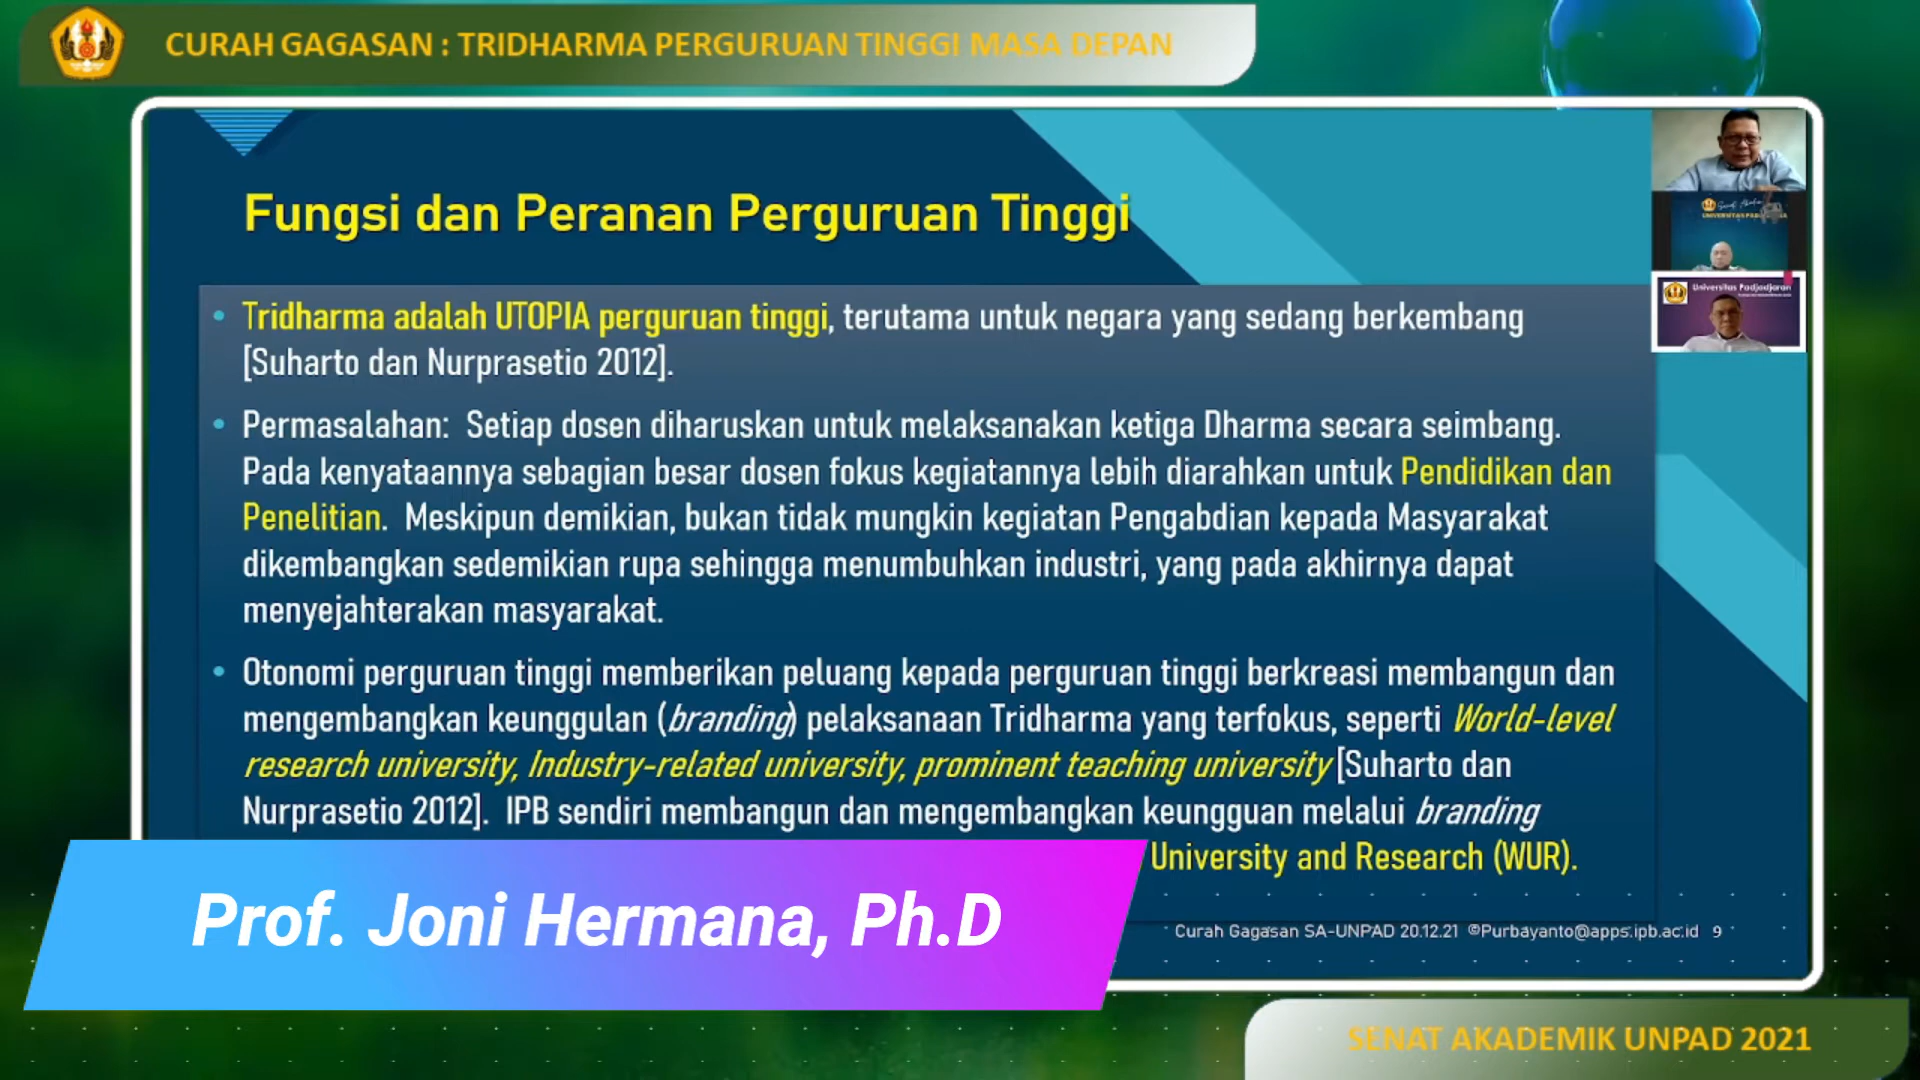 CURAH GAGASAN : TRIDHARMA PERGURUAN TINGGI MASA DEPAN
Fungsi dan Peranan Perguruan Tinggi
• Tridharma adalah UTOPIA perguruan tinggi, terutama untuk negara yang sedang berkembang
[Suharto dan Nurprasetio 2012].
• Permasalahan: Setiap dosen diharuskan untuk melaksanakan ketiga Dharma secara seimbang.
Pada kenyataannya sebagian besar dosen fokus kegiatannya lebih diarahkan untuk Pendidikan dan
Penelitian. Meskipun demikian, bukan tidak mungkin kegiatan Pengabdian kepada Masyarakat
dikembangkan sedemikian rupa sehingga menumbuhkan industri, yang pada akhirnya dapat
menyejahterakan masyarakat.
• Otonomi perguruan tinggi memberikan peluang kepada perguruan tinggi berkreasi membangun dan
mengembangkan keunggulan (branding) pelaksanaan Tridharma yang terfokus, seperti World-level
research university, Industry-related university, prominent teaching university [Suharto dan
Nurprasetio 2012]. IPB sendiri membangun dan mengembangkan keungguan melalui branding
University and Research (WUR).
Universitas Padjadjaran
Prof. Joni Hermana, Ph.D
Curah Gagasan SA-UNPAD 20.12.21 ©Purbayanto@apps.ipb.ac.id 9
SENAT AKADEMIK UNPAD 2021